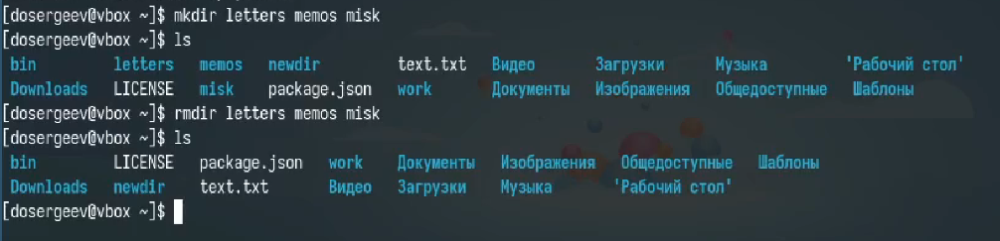 [dosergeev@vbox ~]$ mkdir letters memos misk
[dosergeev@vbox ~]$ ls
bin letters memos newdir text.txt Видео Загрузки Музыка 'Рабочий стол'
Downloads LICENSE misk package.json work Документы Изображения Общедоступные Шаблоны
[dosergeev@vbox ~]$ rmdir letters memos misk
[dosergeev@vbox ~]$ ls
bin LICENSE package.json work Документы Изображения Общедоступные Шаблоны
Downloads newdir text.txt Видео Загрузки Музыка 'Рабочий стол'
[dosergeev@vbox ~]$